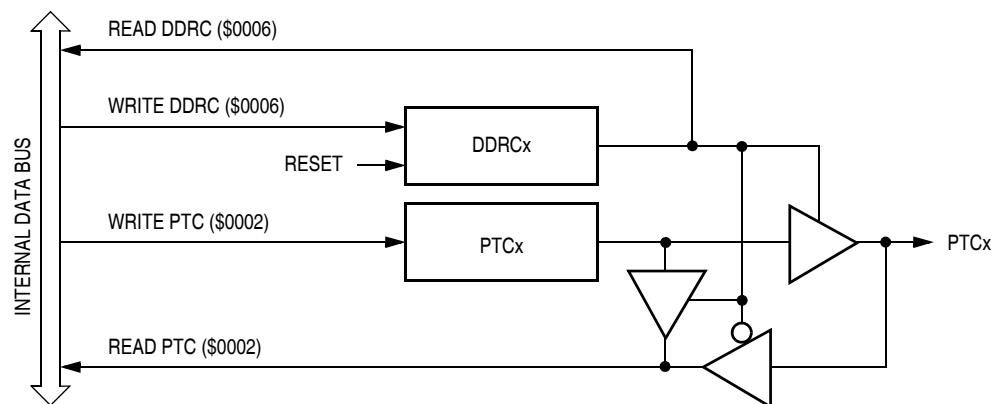 READ DDRC ($0006)
WRITE DDRC ($0006)
DDRCx
RESET
INTERNAL DATA BUS
WRITE PTC ($0002)
PTCx
PTCx
READ PTC ($0002)